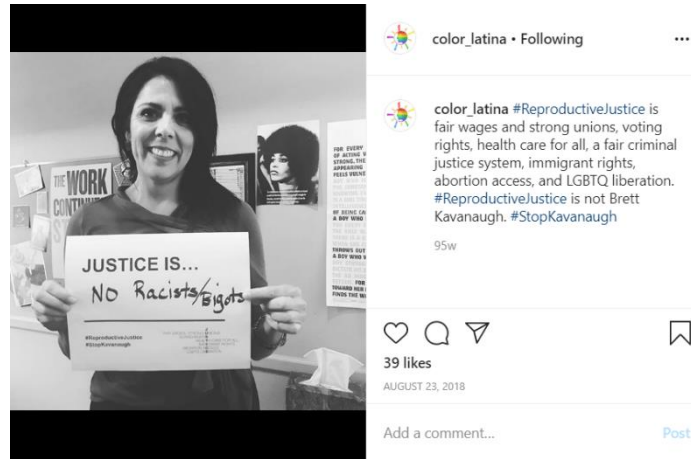 color_latina • Following
color_latina #ReproductiveJustice is
fair wages and strong unions, voting
rights, health care for all, a fair criminal
justice system, immigrant rights,
abortion access, and LGBTQ liberation.
#ReproductiveJustice is not Brett
Kavanaugh. #StopKavanaugh
95w
39 likes
AUGUST 23, 2018
Add a comment...
Post
THE WORK
JUSTICE IS...
No Racists/Bigots
#ReproductiveJustice
#StopKavanaugh
FOR EVERY